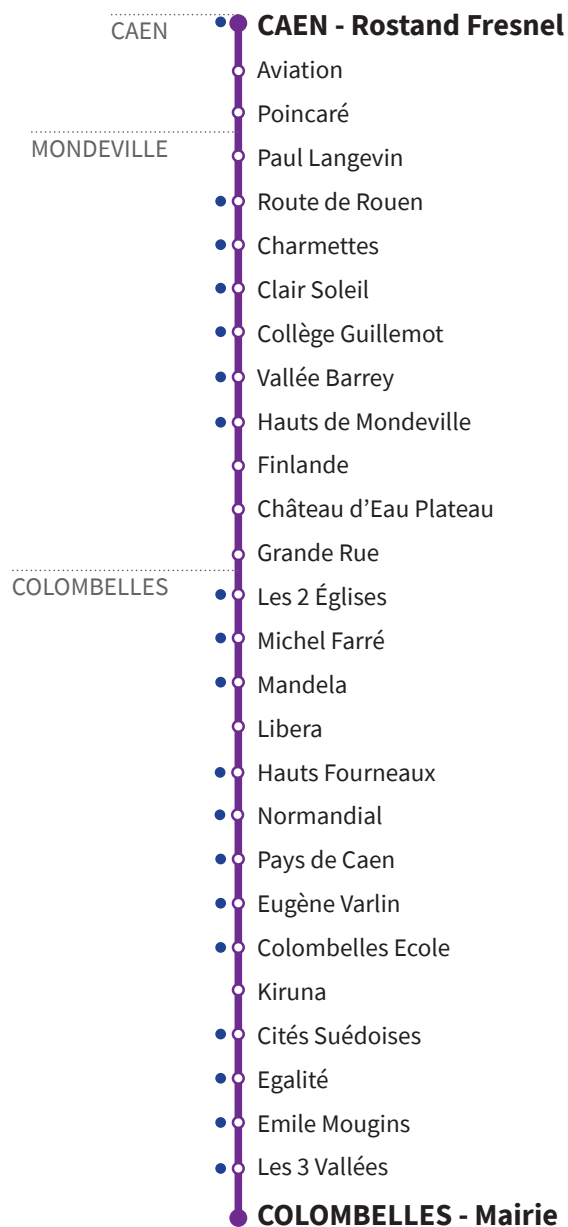 CAEN
CAEN - Rostand Fresnel
Aviation
Poincaré
MONDEVILLE
Paul Langevin
Route de Rouen
Charmettes
Clair Soleil
Collège Guillemot
Vallée Barrey
Hauts de Mondeville
Finlande
Château d’Eau Plateau
Grande Rue
COLOMBELLES
Les 2 Églises
Michel Farré
Mandela
Libera
Hauts Fourneaux
Normandial
Pays de Caen
Eugène Varlin
Colombelles Ecole
Kiruna
Cités Suédoises
Egalité
Emile Mougins
Les 3 Vallées
COLOMBELLES - Mairie